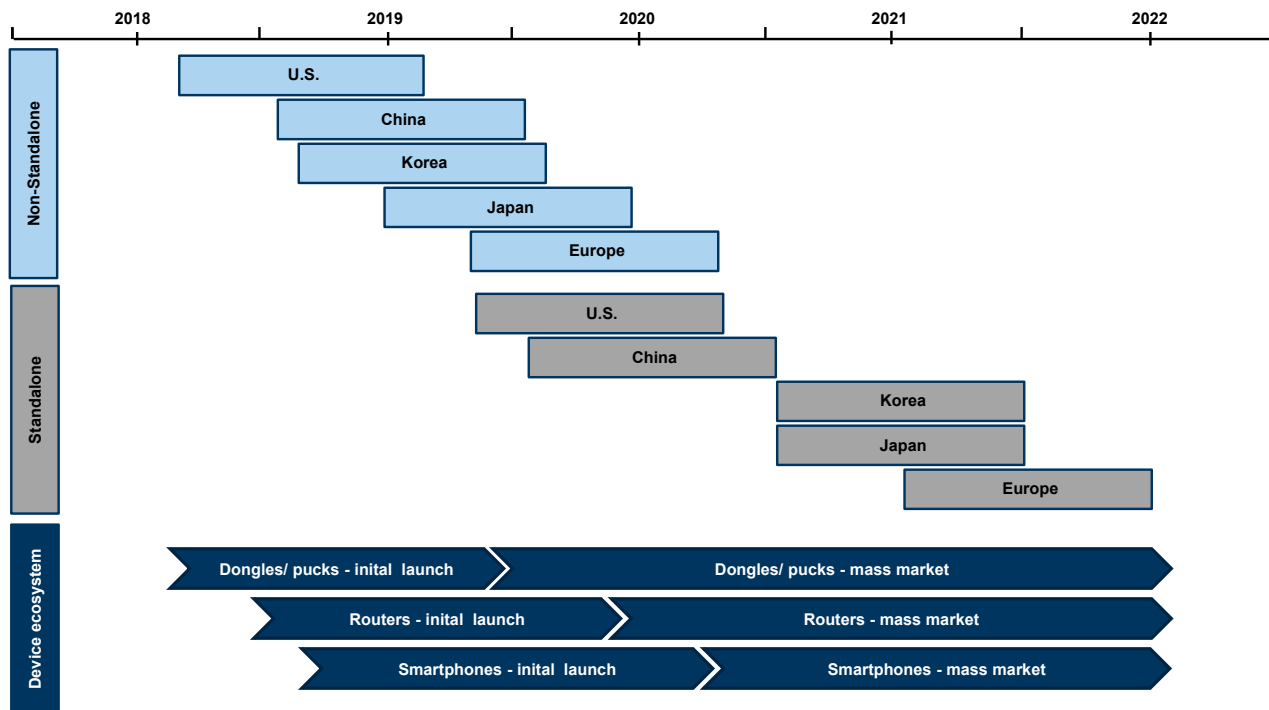 2018 2019 2020 2021 2022
Non-Standalone
U.S.
China
Korea
Japan
Europe
Standalone
U.S.
China
Korea
Japan
Europe
Device ecosystem
Dongles/ pucks - inital launch Dongles/ pucks - mass market
Routers - inital launch Routers - mass market
Smartphones - inital launch Smartphones - mass market